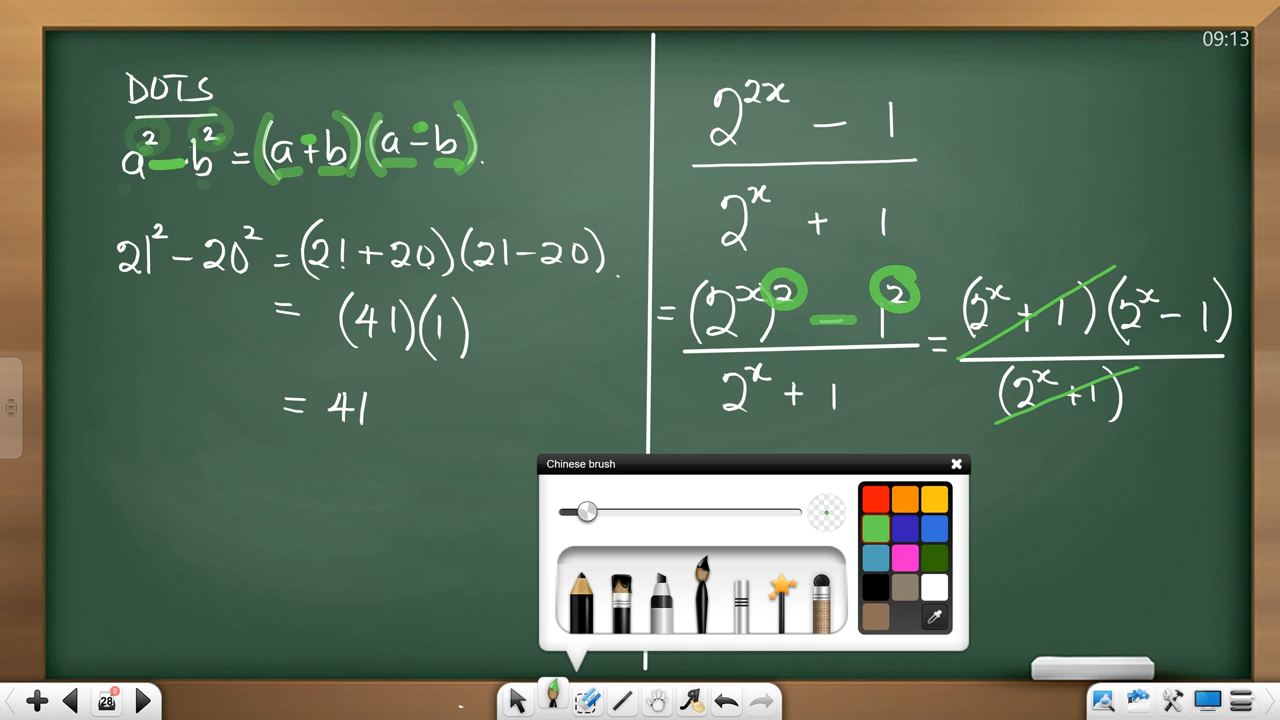 09:13
DOTS
a² - b² = (a + b)(a - b).
21² - 20² = (21 + 20)(21 - 20).
= (41)(1)
= 41
2^{2x} - 1
2^x + 1
= (2^x)² - 1² = (2^x + 1)(2^x - 1)
2^x + 1 (2^x + 1)
Chinese brush
28
0